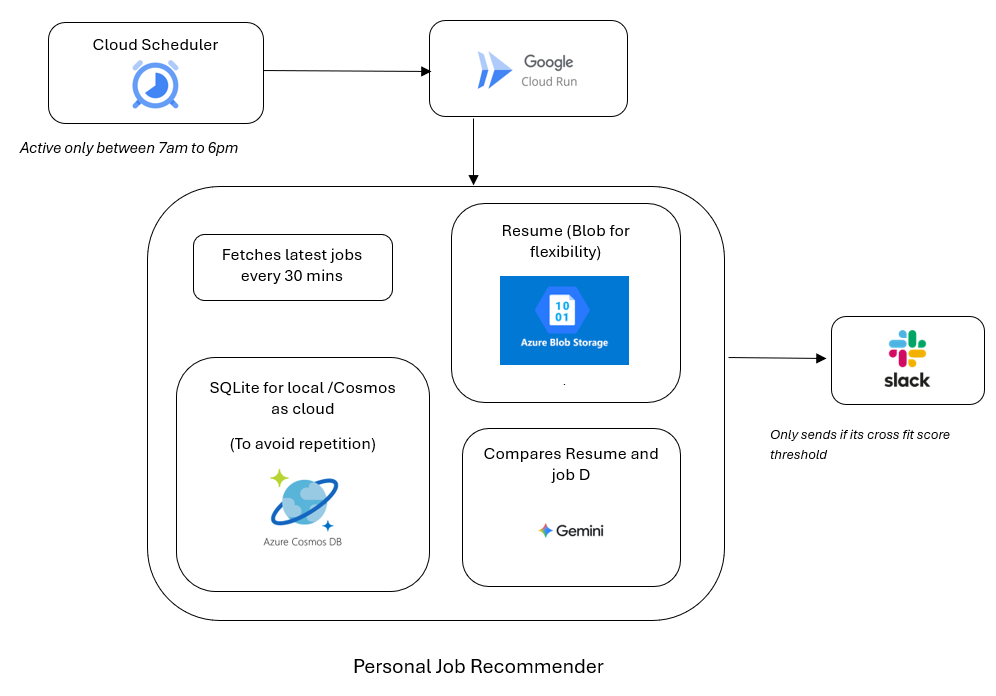 Cloud Scheduler
Google
Cloud Run
Active only between 7am to 6pm
Fetches latest jobs
every 30 mins
Resume (Blob for
flexibility)
10
01
Azure Blob Storage
.
SQLite for local /Cosmos
as cloud
(To avoid repetition)
Azure Cosmos DB
Compares Resume and
job D
Gemini
slack
Only sends if its cross fit score
threshold
Personal Job Recommender